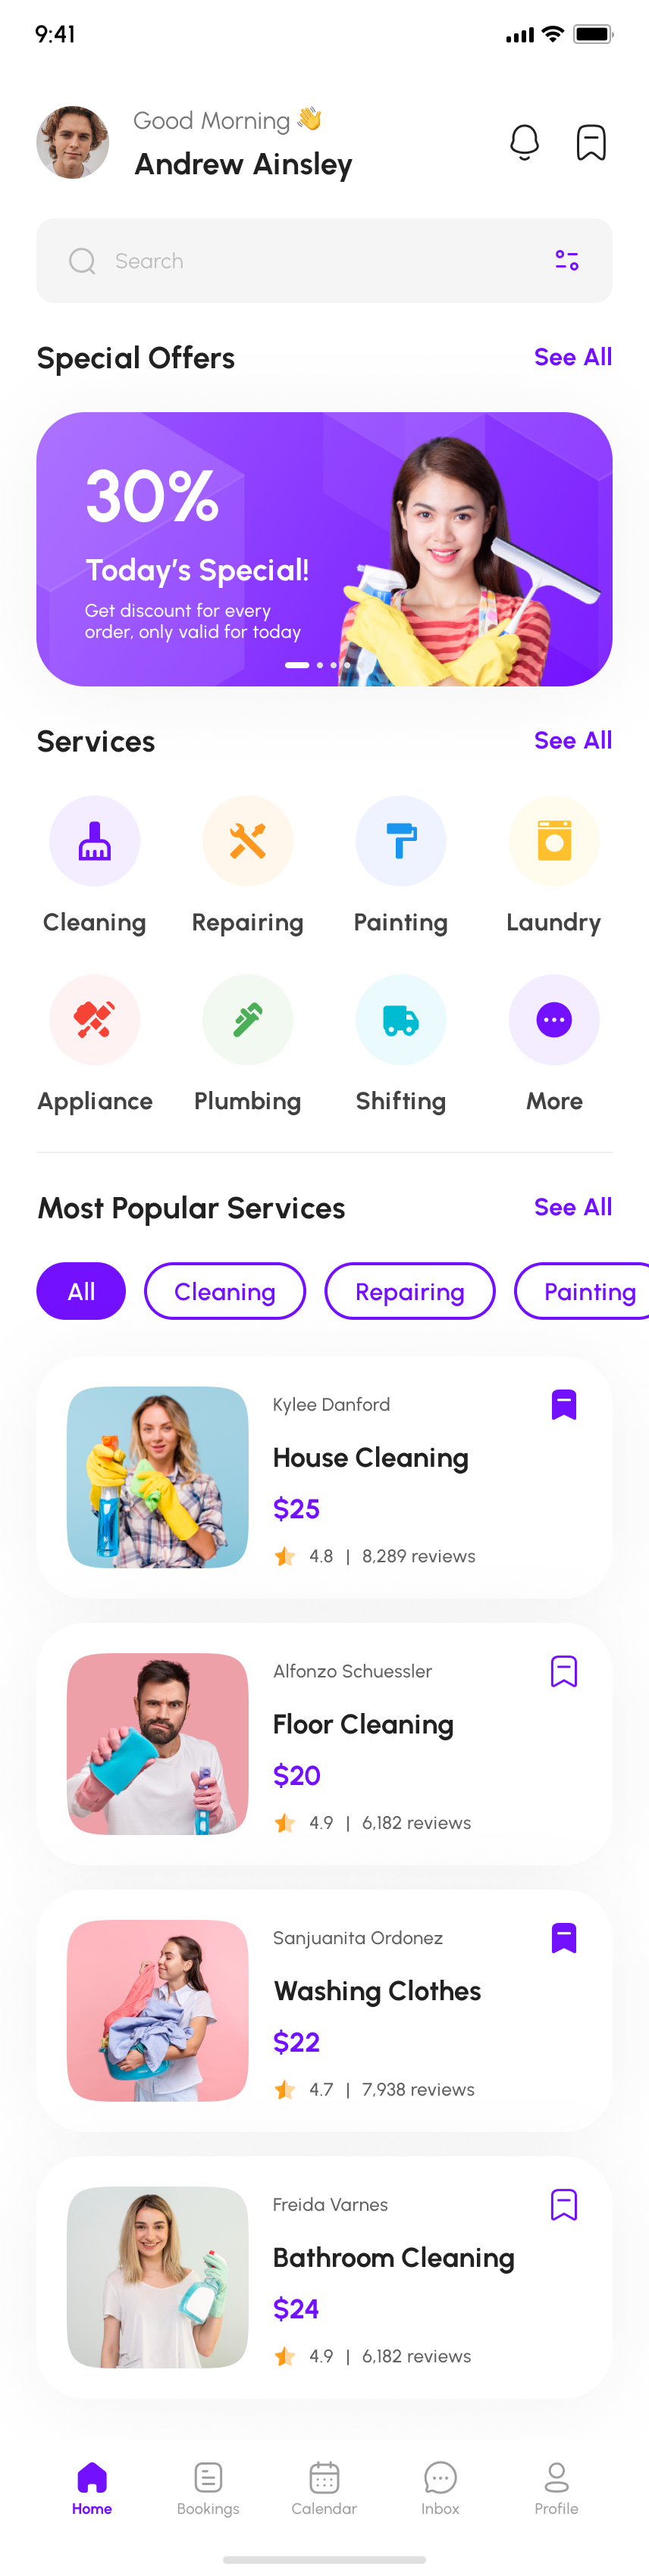 9:41
Good Morning 👋
Andrew Ainsley
Search
Special Offers
See All
30%
Today's Special!
Get discount for every
order, only valid for today
Services
See All
Cleaning
Repairing
Painting
Laundry
Appliance
Plumbing
Shifting
More
Most Popular Services
See All
All
Cleaning
Repairing
Painting
Kylee Danford
House Cleaning
$25
4.8 | 8,289 reviews
Alfonzo Schuessler
Floor Cleaning
$20
4.9 | 6,182 reviews
Sanjuanita Ordonez
Washing Clothes
$22
4.7 | 7,938 reviews
Freida Varnes
Bathroom Cleaning
$24
4.9 | 6,182 reviews
Home
Bookings
Calendar
Inbox
Profile